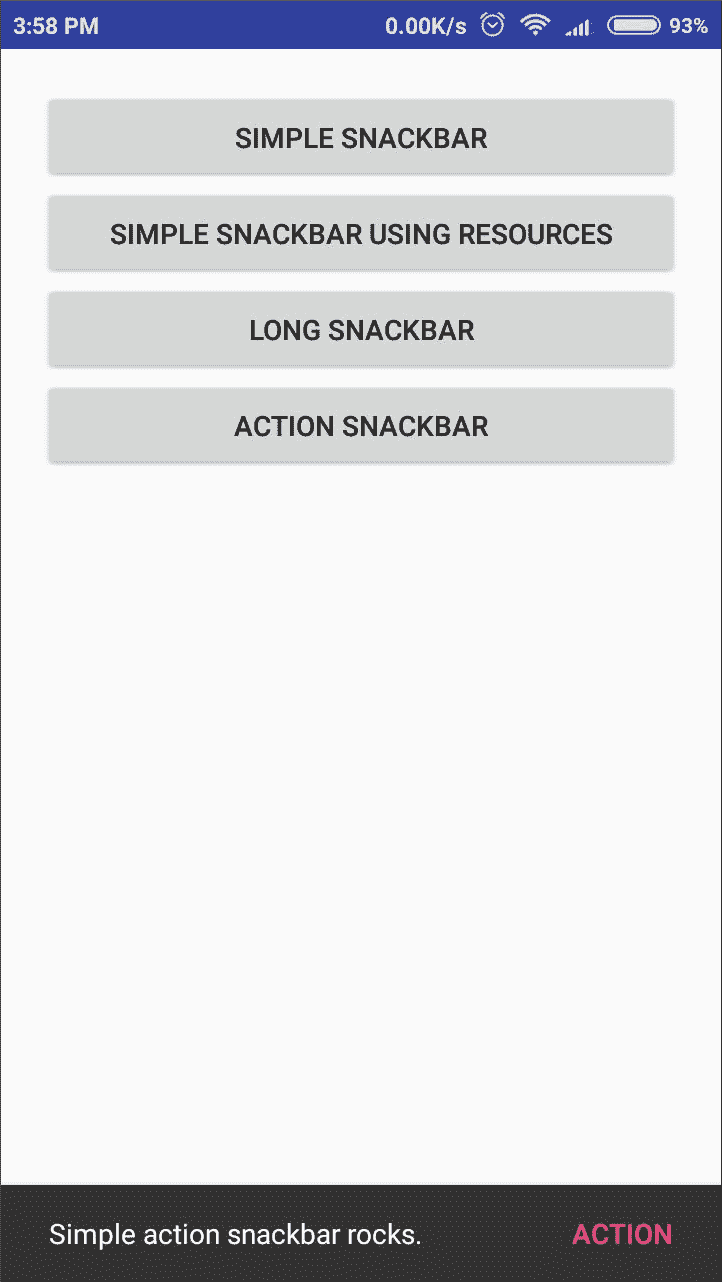 3:58 PM 0.00K/s 93%
SIMPLE SNACKBAR
SIMPLE SNACKBAR USING RESOURCES
LONG SNACKBAR
ACTION SNACKBAR
Simple action snackbar rocks. ACTION